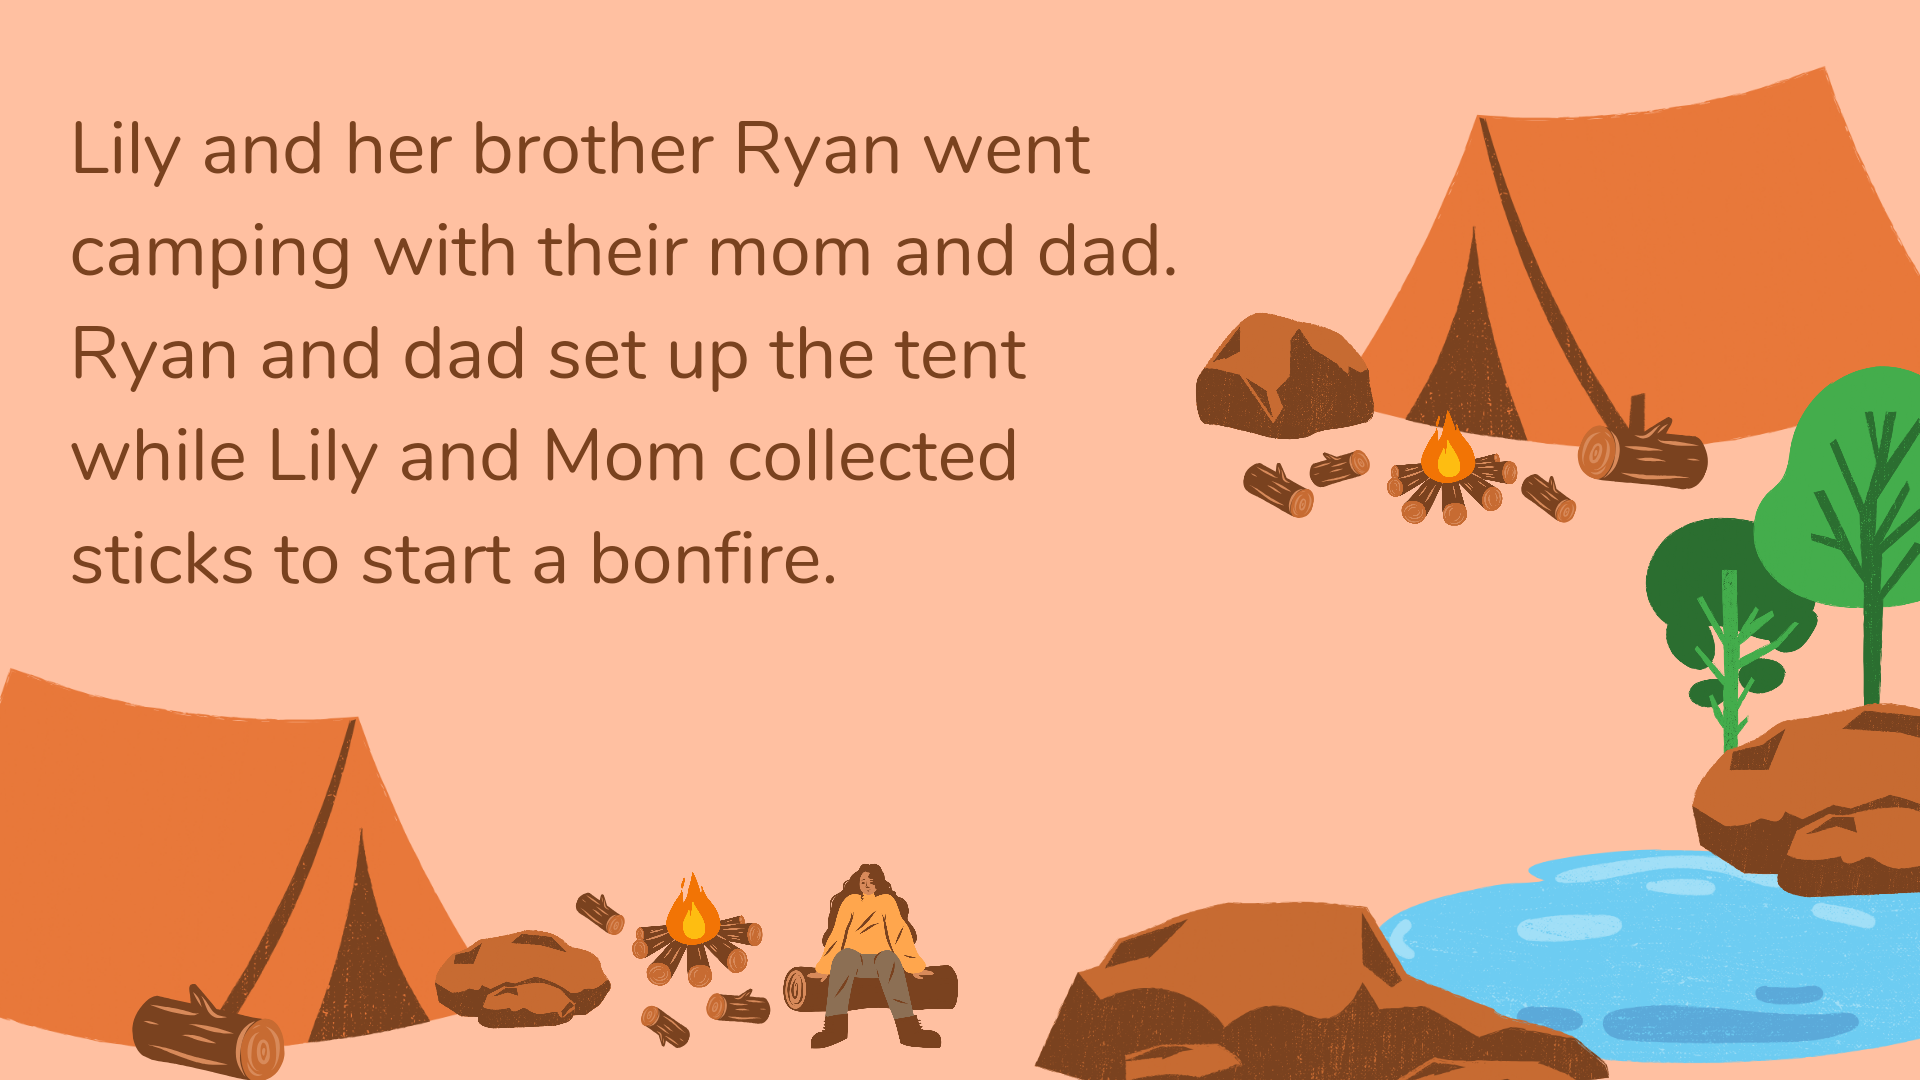 Lily and her brother Ryan went
camping with their mom and dad.
Ryan and dad set up the tent
while Lily and Mom collected
sticks to start a bonfire.